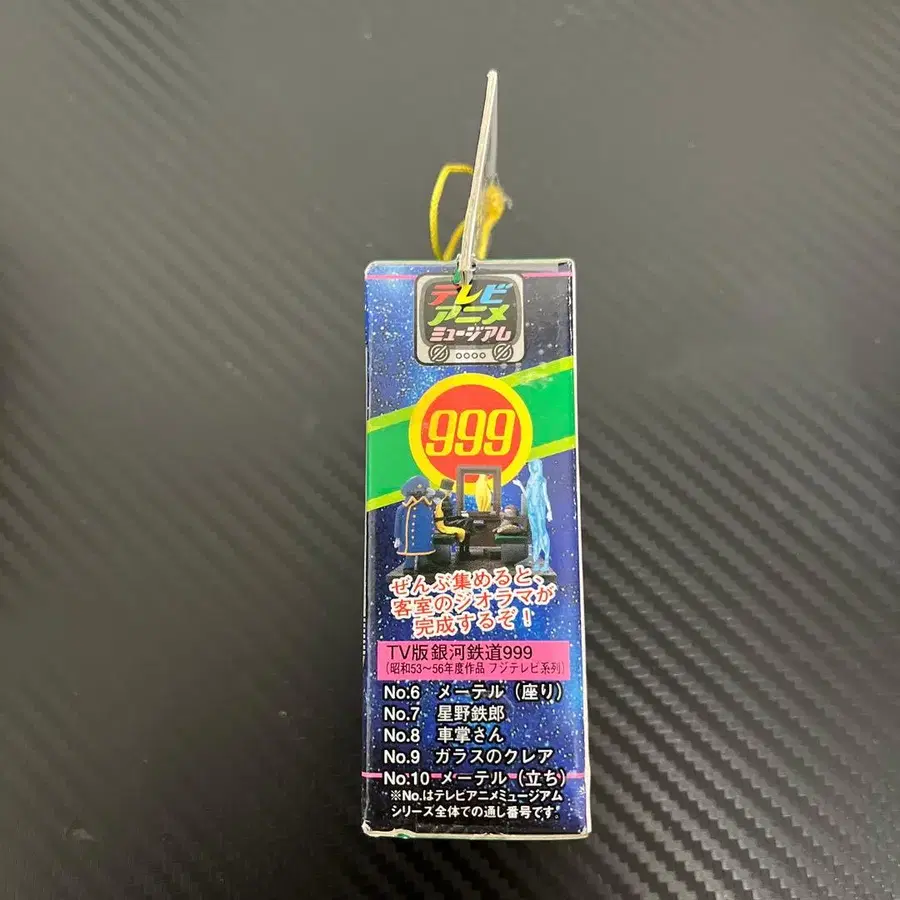 テレビ
アニメ
ミュージアム
999
ぜんぶ集めると、
客室のジオラマが
完成するぞ！
TV版 銀河鉄道999
（昭和53〜56年度作品 フジテレビ系列）
No.6 メーテル（座り）
No.7 星野鉄郎
No.8 車掌さん
No.9 ガラスのクレア
No.10 メーテル（立ち）
※No.はテレビアニメミュージアム
シリーズ全体での通し番号です。